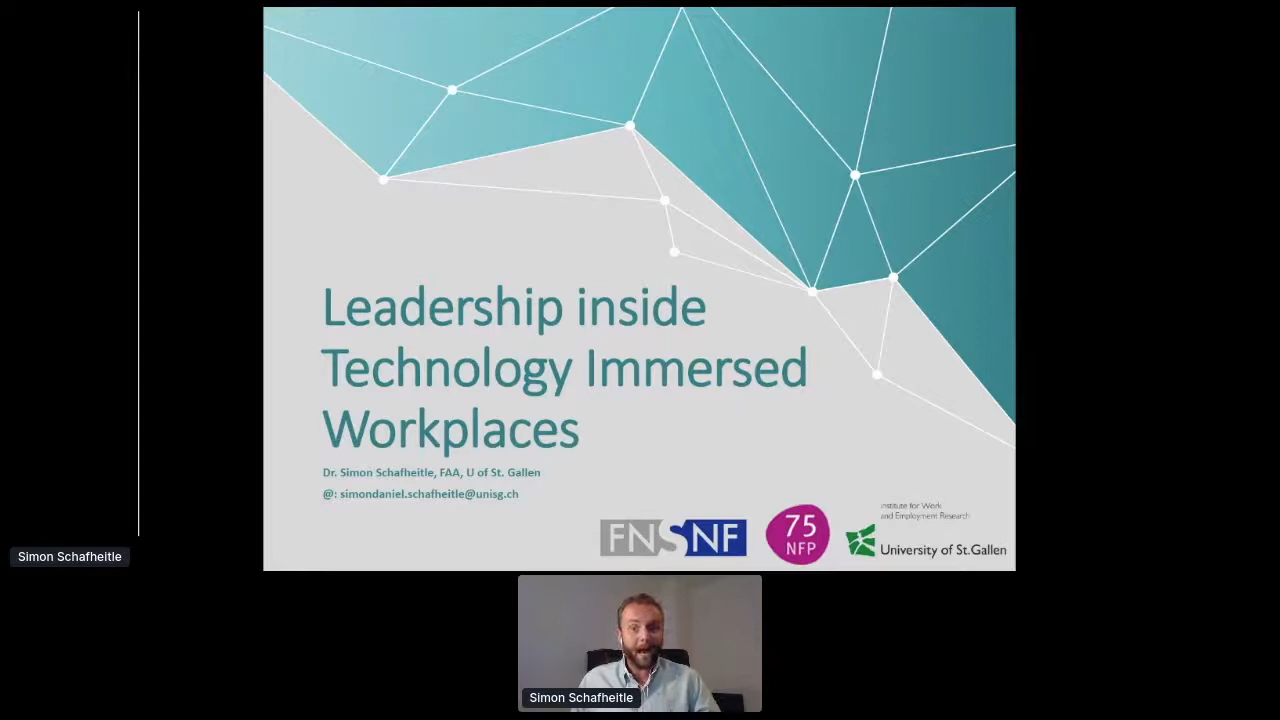 Leadership inside
Technology Immersed
Workplaces
Dr. Simon Schafheitle, FAA, U of St. Gallen
@: simondaniel.schafheitle@unisg.ch
FNSNF
75
NFP
Institute for Work
and Employment Research
University of St.Gallen
Simon Schafheitle
Simon Schafheitle